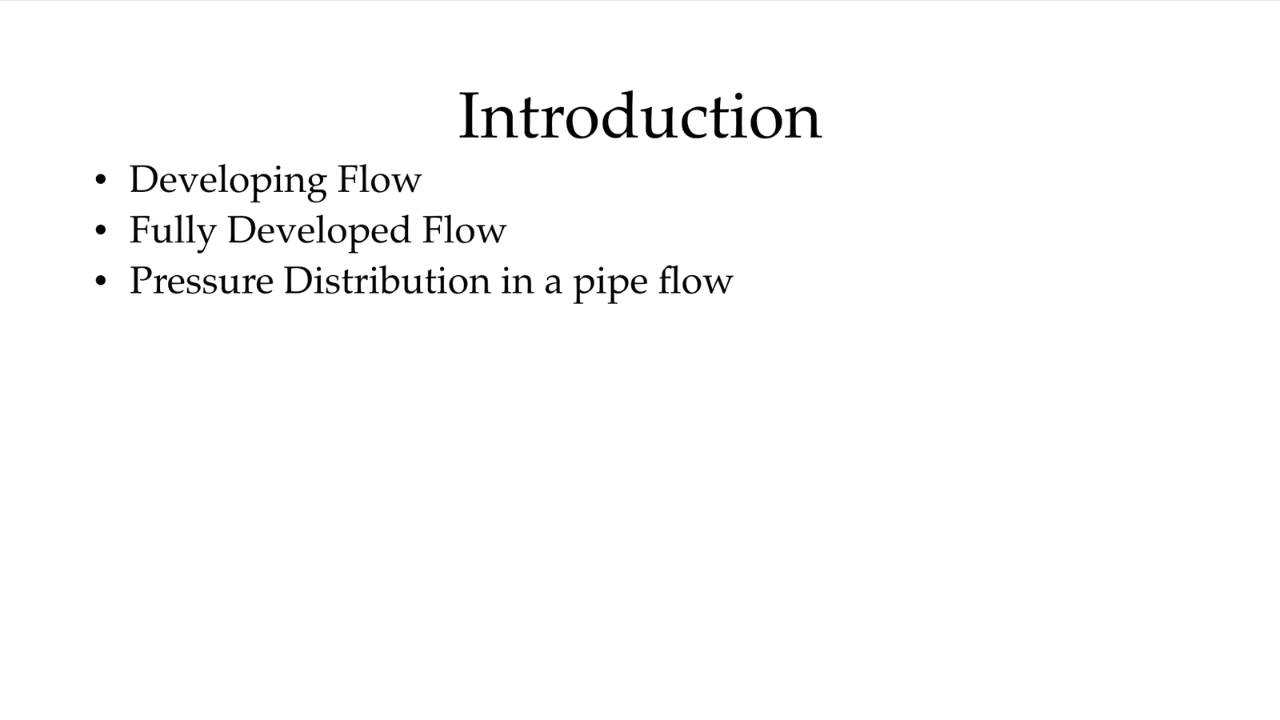 Introduction
• Developing Flow
• Fully Developed Flow
• Pressure Distribution in a pipe flow